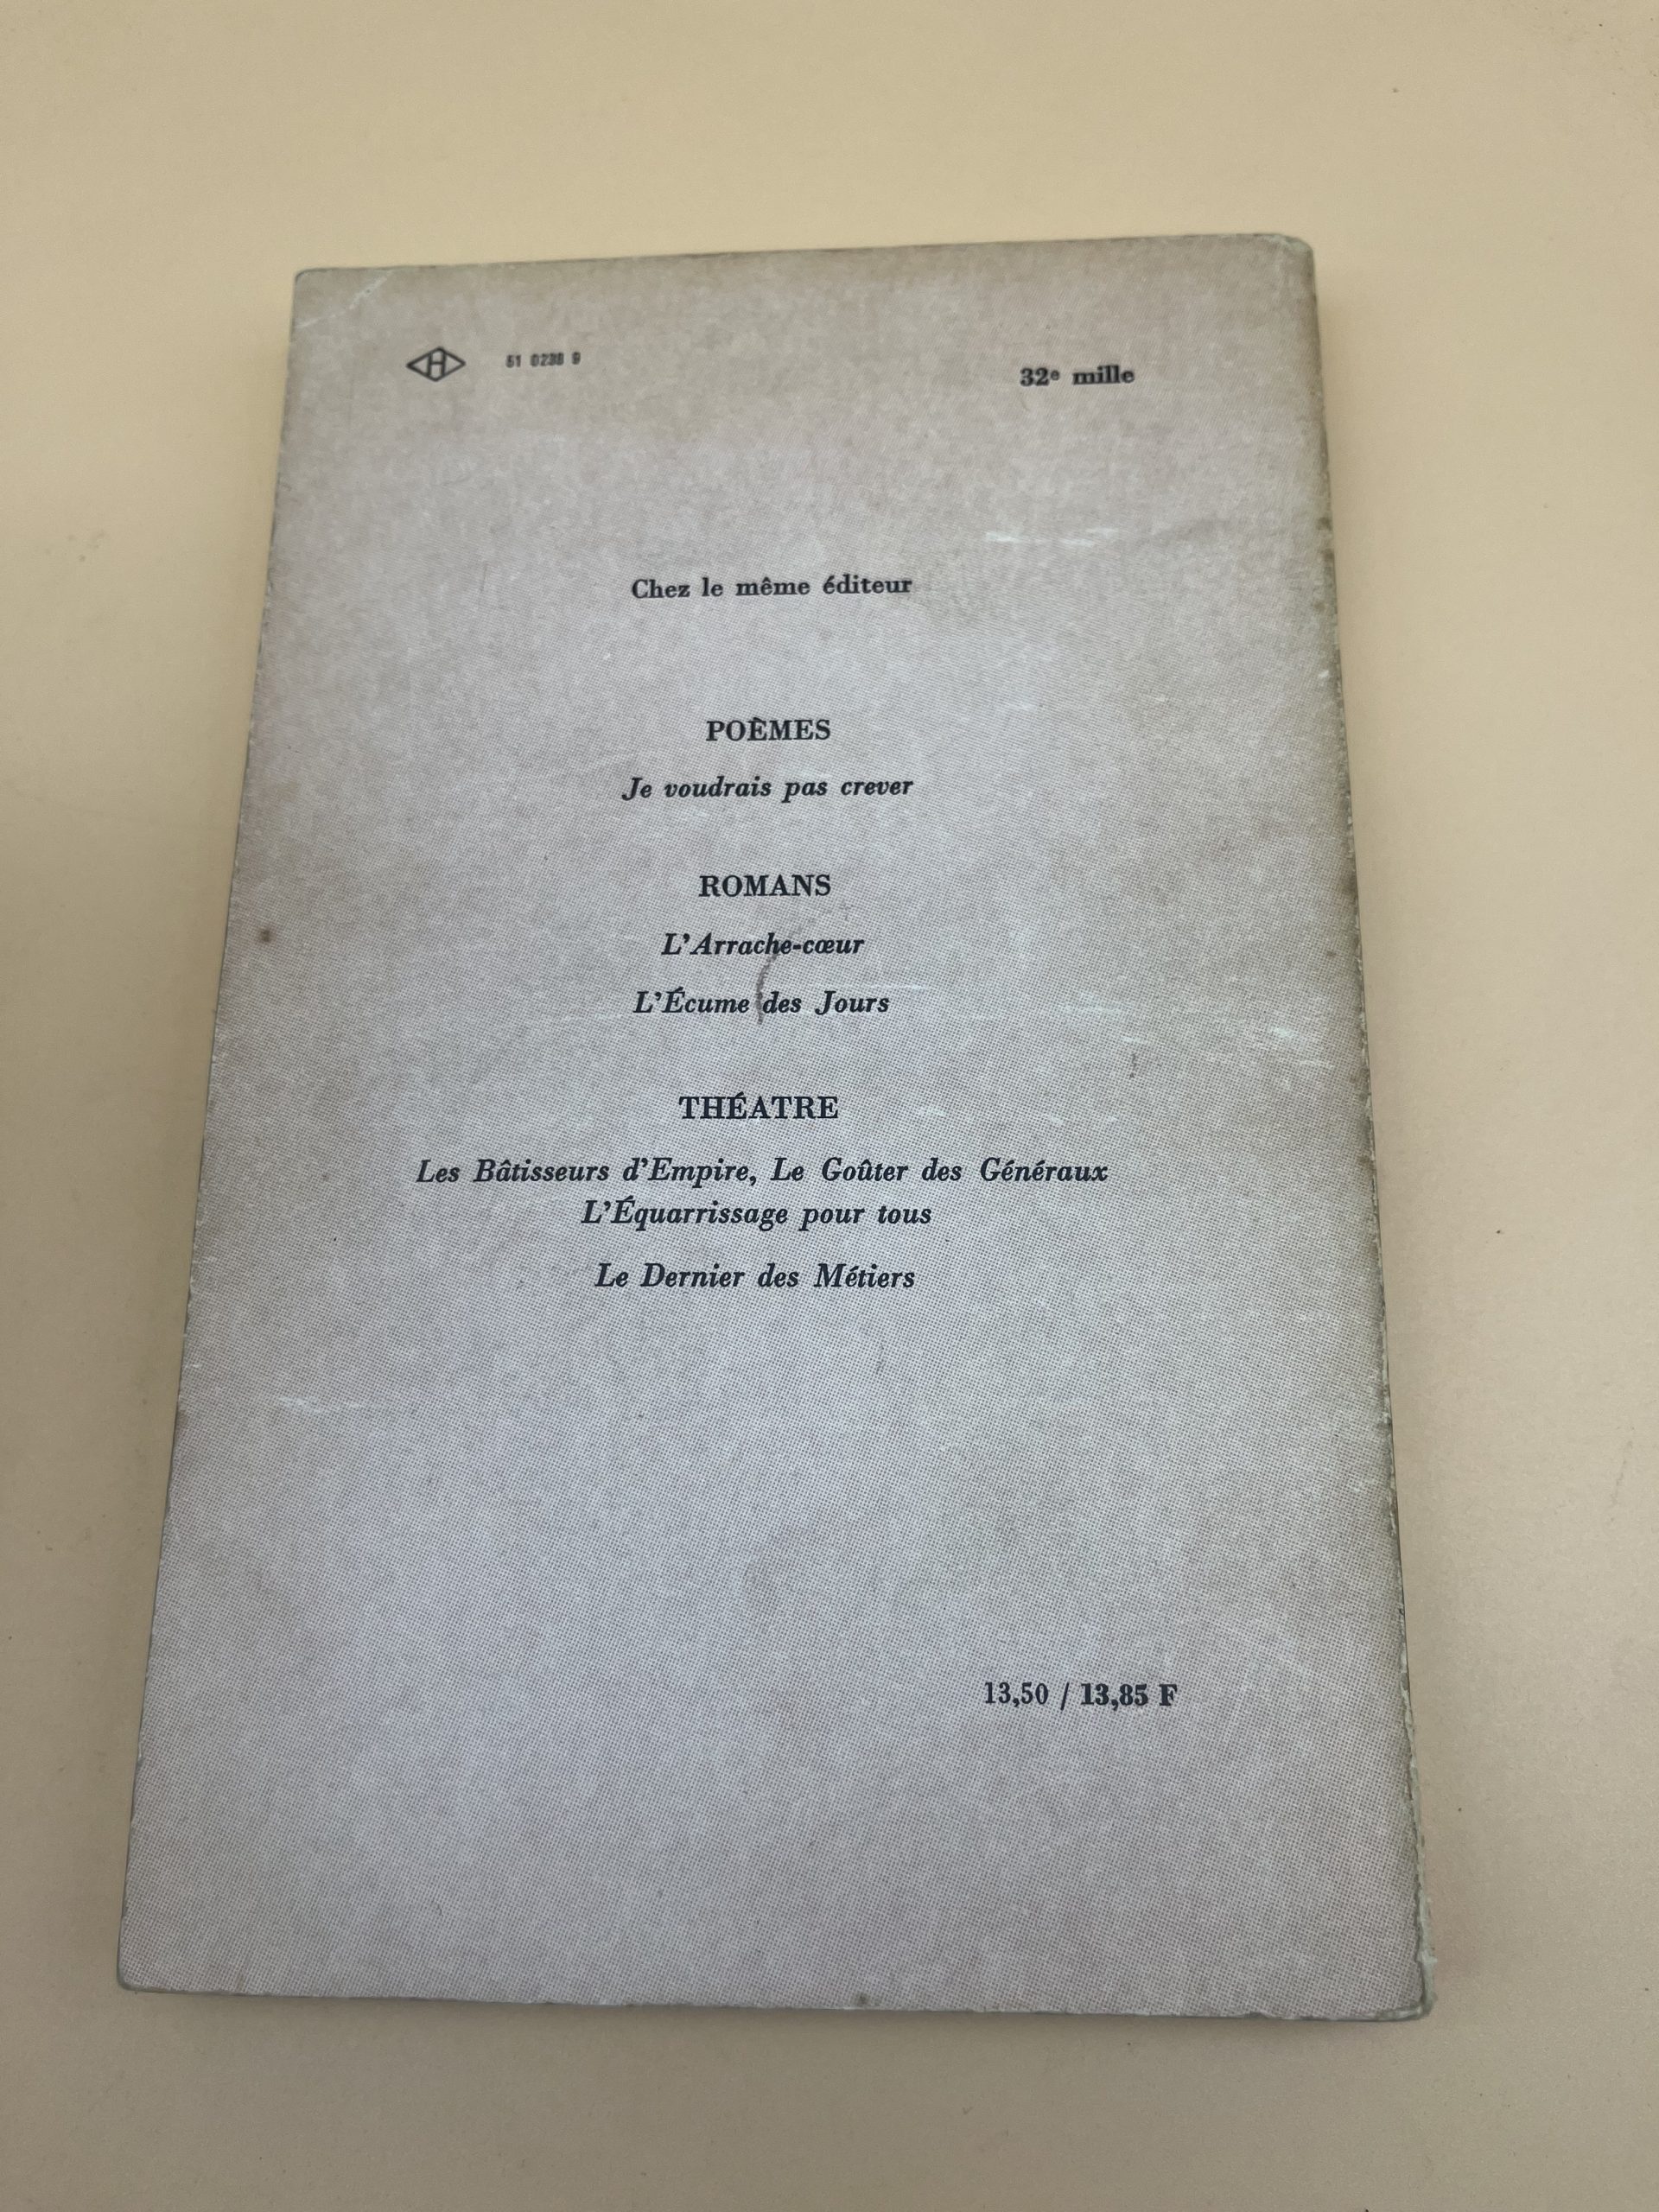 H 51 0238 9
32e mille
Chez le même éditeur
POÈMES
Je voudrais pas crever
ROMANS
L'Arrache-cœur
L'Écume des Jours
THÉATRE
Les Bâtisseurs d'Empire, Le Goûter des Généraux
L'Équarrissage pour tous
Le Dernier des Métiers
13,50 / 13,85 F